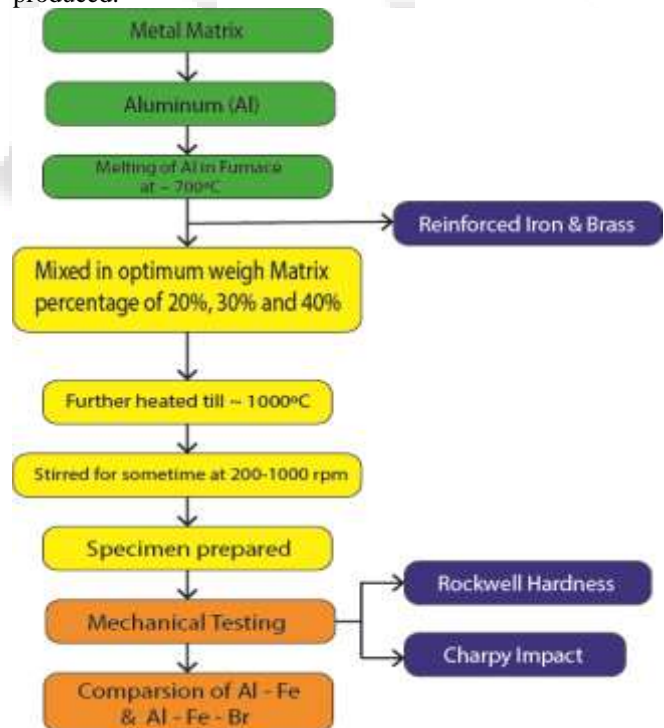 produced.
Metal Matrix
Aluminum (Al)
Melting of Al in Furnace
at ~ 700ºC
Reinforced Iron & Brass
Mixed in optimum weigh Matrix
percentage of 20%, 30% and 40%
Further heated till ~ 1000ºC
Stirred for sometime at 200-1000 rpm
Specimen prepared
Rockwell Hardness
Mechanical Testing
Charpy Impact
Comparsion of Al - Fe
& Al - Fe - Br